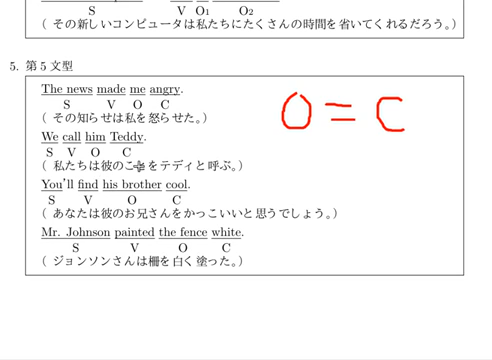 S V O1 O2
( その新しいコンピュータは私たちにたくさんの時間を省いてくれるだろう。)
5. 第5文型
The news made me angry.
S V O C
( その知らせは私を怒らせた。)
O = C
We call him Teddy.
S V O C
( 私たちは彼のことをテディと呼ぶ。)
You'll find his brother cool.
S V O C
( あなたは彼のお兄さんをかっこいいと思うでしょう。)
Mr. Johnson painted the fence white.
S V O C
( ジョンソンさんは柵を白く塗った。)